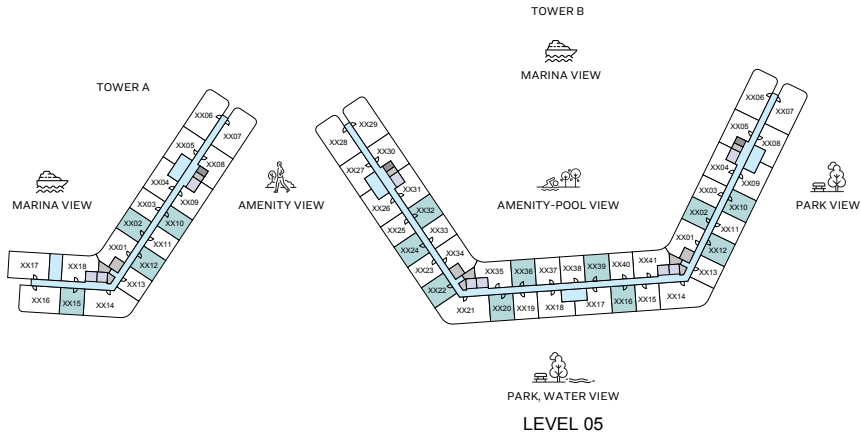 TOWER B
MARINA VIEW
TOWER A
MARINA VIEW
AMENITY VIEW
AMENITY-POOL VIEW
PARK VIEW
XX06
XX07
XX05
XX08
XX04
XX09
XX03
XX02
XX10
XX11
XX01
XX12
XX13
XX17
XX18
XX16
XX15
XX14
XX29
XX28
XX30
XX27
XX31
XX26
XX32
XX25
XX33
XX24
XX34
XX23
XX22
XX21
XX35
XX36
XX37
XX38
XX39
XX40
XX41
XX20
XX19
XX18
XX17
XX16
XX15
XX14
XX06
XX07
XX05
XX08
XX04
XX09
XX03
XX10
XX02
XX11
XX01
XX12
XX13
PARK, WATER VIEW
LEVEL 05